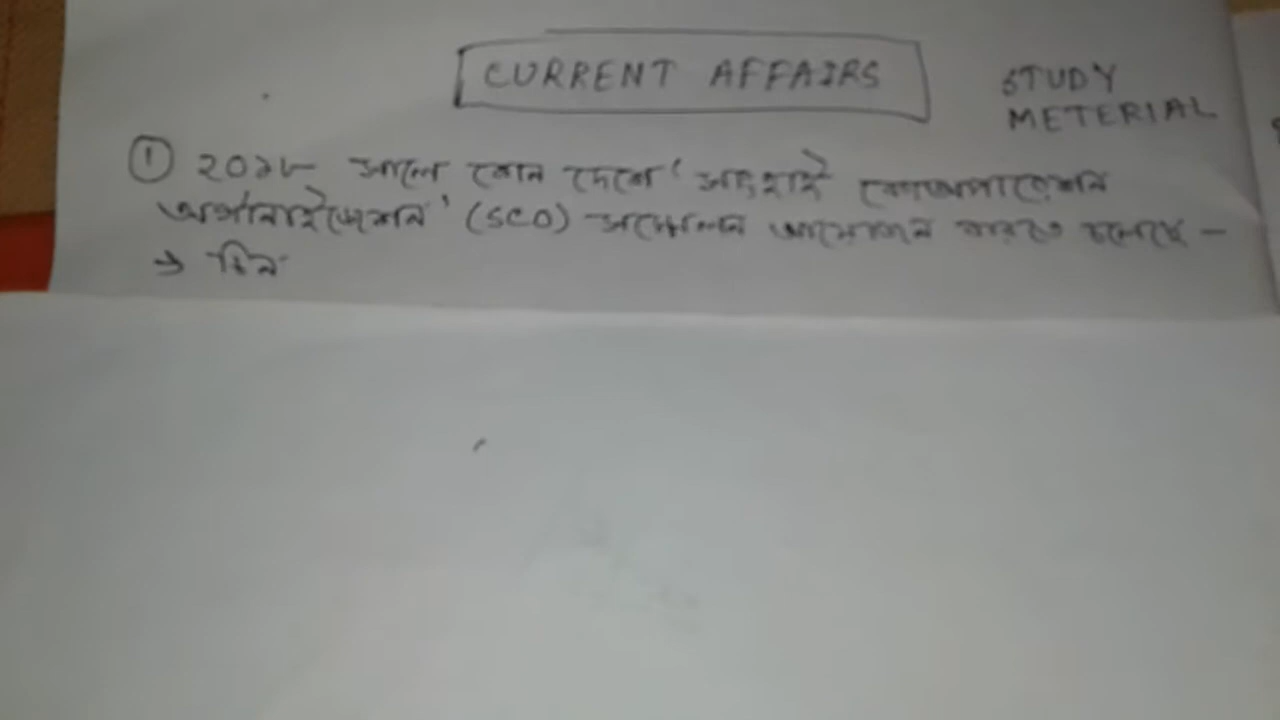 CURRENT AFFAIRS
STUDY
METERIAL
① ২০১৮ সালে কোন দেশে 'সাংহাই কোঅপারেশন
অর্গানাইজেশন' (SCO) সম্মেলন আয়োজন করতে চলেছে –
→ চিন